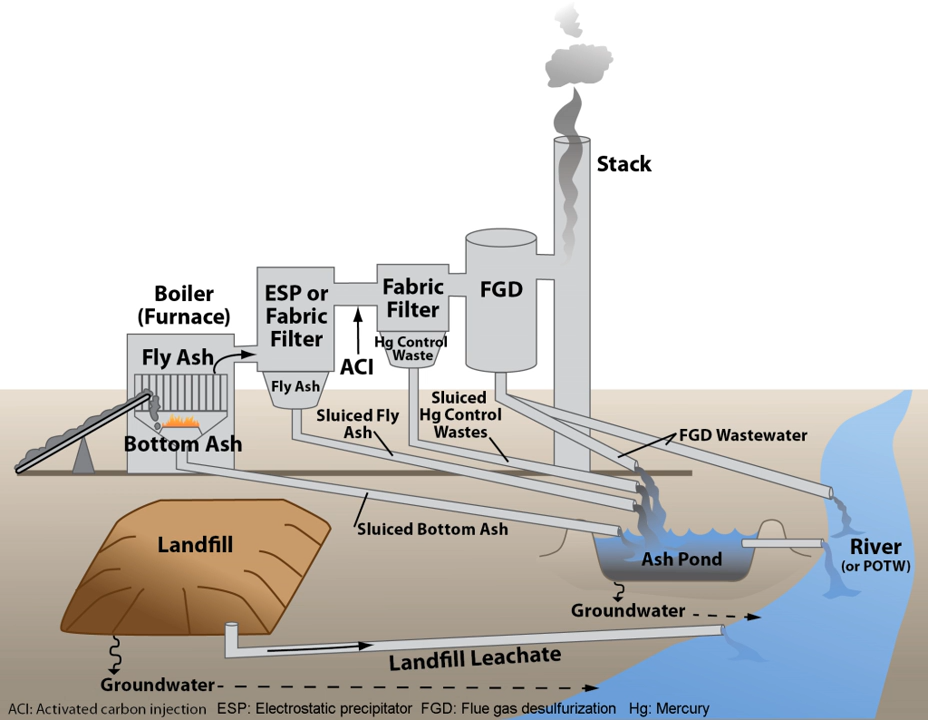 Stack
Boiler
(Furnace)
ESP or
Fabric
Filter
Fabric
Filter
FGD
Fly Ash
Hg Control
Waste
ACI
Fly Ash
Bottom Ash
Sluiced Fly
Ash
Sluiced
Hg Control
Wastes
FGD Wastewater
Sluiced Bottom Ash
Landfill
Ash Pond
River
(or POTW)
Groundwater
Landfill Leachate
Groundwater
ACI: Activated carbon injection ESP: Electrostatic precipitator FGD: Flue gas desulfurization Hg: Mercury